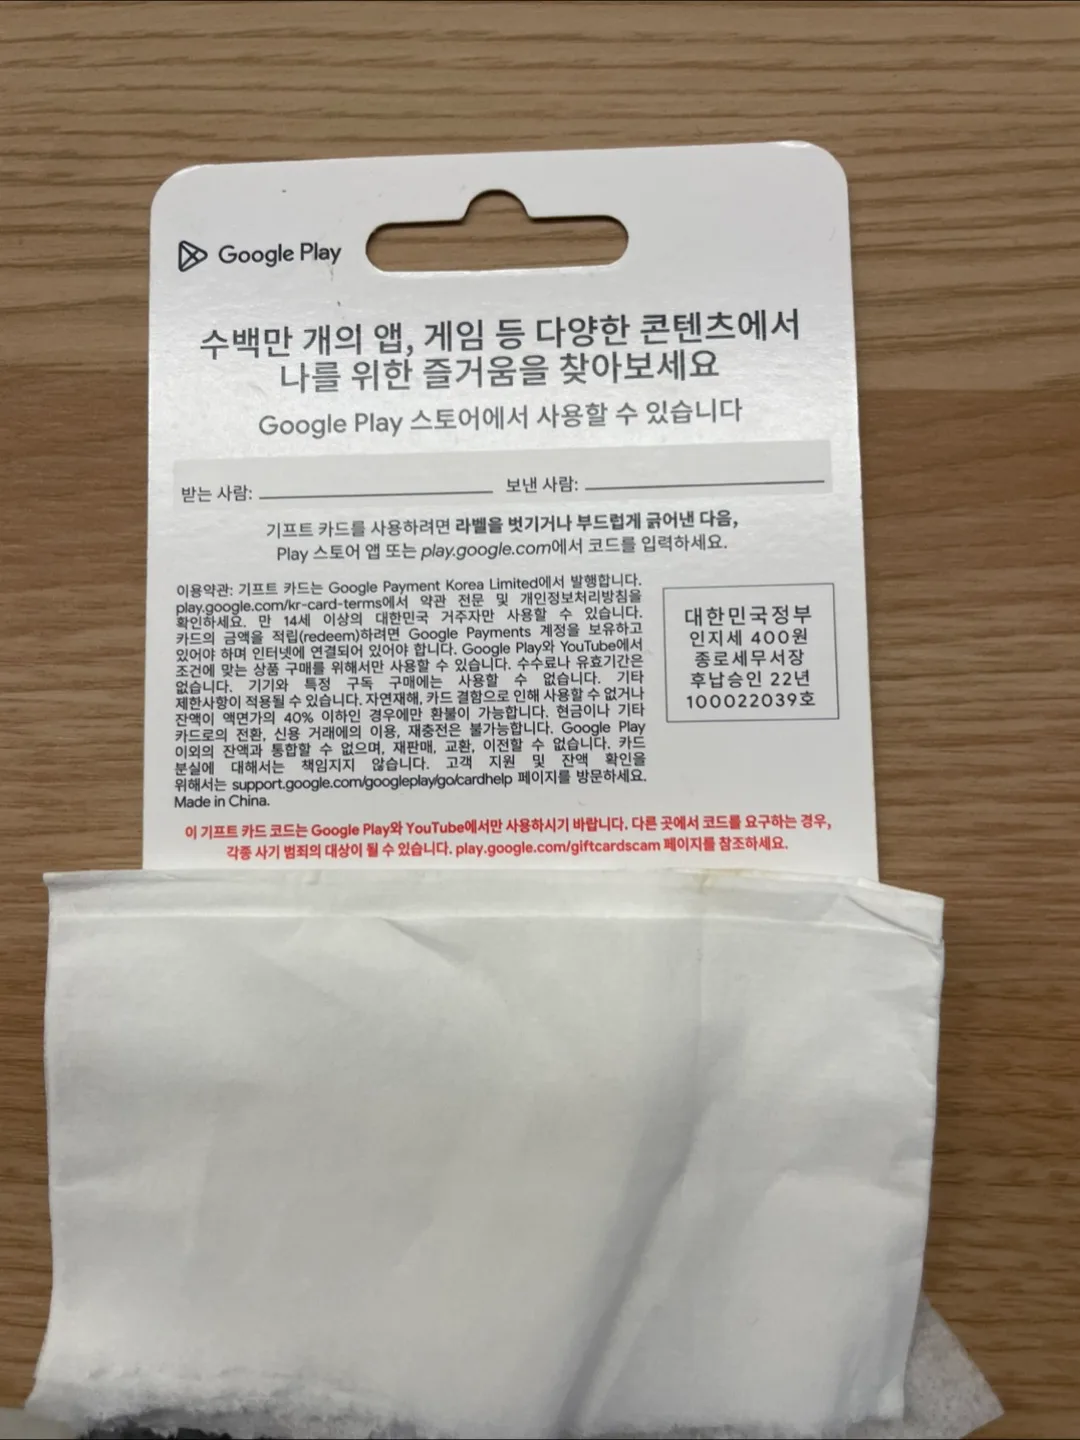 Google Play
수백만 개의 앱, 게임 등 다양한 콘텐츠에서
나를 위한 즐거움을 찾아보세요
Google Play 스토어에서 사용할 수 있습니다
받는 사람: 보낸 사람:
기프트 카드를 사용하려면 라벨을 벗기거나 부드럽게 긁어낸 다음,
Play 스토어 앱 또는 play.google.com에서 코드를 입력하세요.
이용약관: 기프트 카드는 Google Payment Korea Limited에서 발행합니다.
play.google.com/kr-card-terms에서 약관 전문 및 개인정보처리방침을
확인하세요. 만 14세 이상의 대한민국 거주자만 사용할 수 있습니다.
카드의 금액을 적립(redeem)하려면 Google Payments 계정을 보유하고
있어야 하며 인터넷에 연결되어 있어야 합니다. Google Play와 YouTube에서
조건에 맞는 상품 구매를 위해서만 사용할 수 있습니다. 수수료나 유효기간은
없습니다. 기기와 특정 구독 구매에는 사용할 수 없습니다. 기타
제한사항이 적용될 수 있습니다. 자연재해, 카드 결함으로 인해 사용할 수 없거나
잔액이 액면가의 40% 이하인 경우에만 환불이 가능합니다. 현금이나 기타
카드로의 전환, 신용 거래에의 이용, 재충전은 불가능합니다. Google Play
이외의 잔액과 통합할 수 없으며, 재판매, 교환, 이전할 수 없습니다. 카드
분실에 대해서는 책임지지 않습니다. 고객 지원 및 잔액 확인을
위해서는 support.google.com/googleplay/go/cardhelp 페이지를 방문하세요.
Made in China.
대한민국정부
인지세 400원
종로세무서장
후납승인 22년
100022039호
이 기프트 카드 코드는 Google Play와 YouTube에서만 사용하시기 바랍니다. 다른 곳에서 코드를 요구하는 경우,
각종 사기 범죄의 대상이 될 수 있습니다. play.google.com/giftcardscam 페이지를 참조하세요.